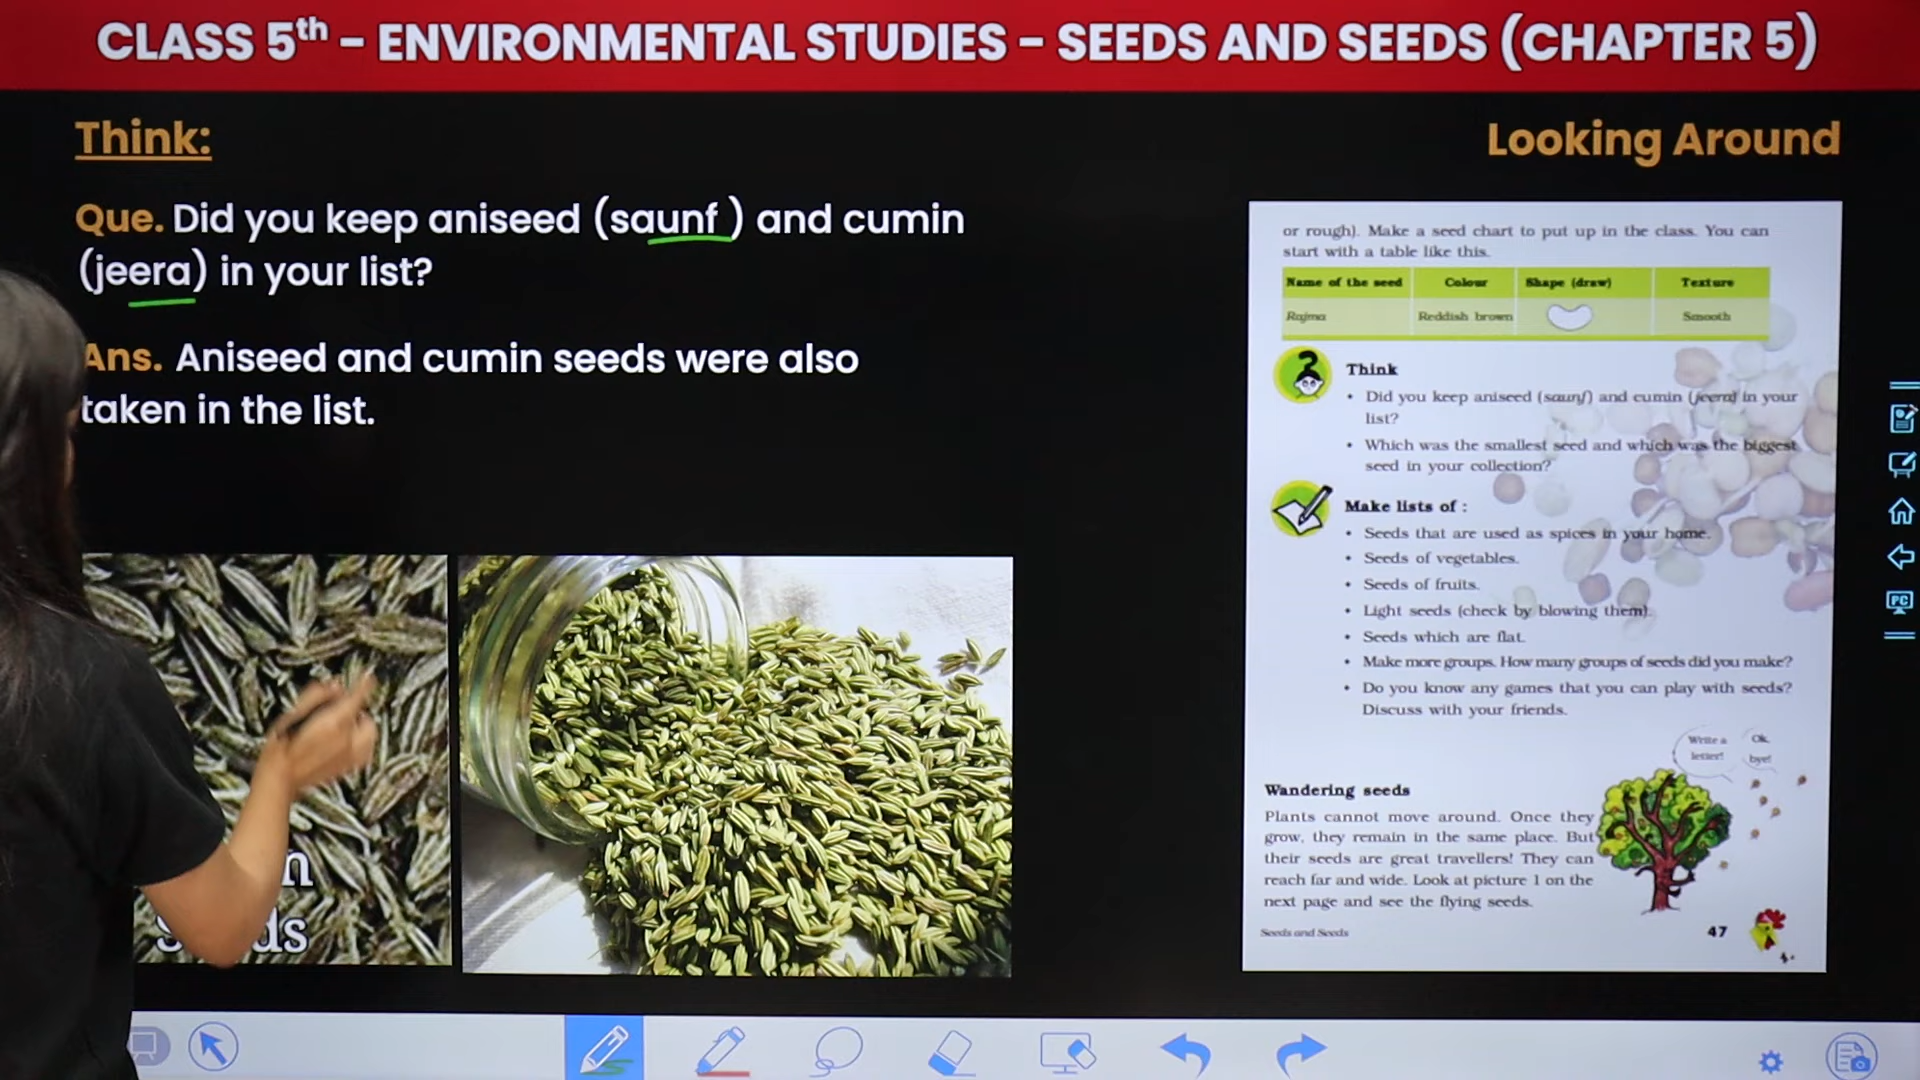 CLASS 5th - ENVIRONMENTAL STUDIES - SEEDS AND SEEDS (CHAPTER 5)
Think:
Looking Around
Que. Did you keep aniseed (saunf ) and cumin
(jeera) in your list?
Ans. Aniseed and cumin seeds were also
taken in the list.
or rough). Make a seed chart to put up in the class. You can
start with a table like this.
Name of the seed Colour Shape (draw) Texture
Rajma Reddish brown Smooth
Think
• Did you keep aniseed (saunf) and cumin (jeera) in your
list?
• Which was the smallest seed and which was the biggest
seed in your collection?
Make lists of :
• Seeds that are used as spices in your home.
• Seeds of vegetables.
• Seeds of fruits.
• Light seeds (check by blowing them)
• Seeds which are flat.
• Make more groups. How many groups of seeds did you make?
• Do you know any games that you can play with seeds?
Discuss with your friends.
Write a
letter!
Ok,
bye!
Wandering seeds
Plants cannot move around. Once they
grow, they remain in the same place. But
their seeds are great travellers! They can
reach far and wide. Look at picture 1 on the
next page and see the flying seeds.
Seeds and Seeds 47
PC